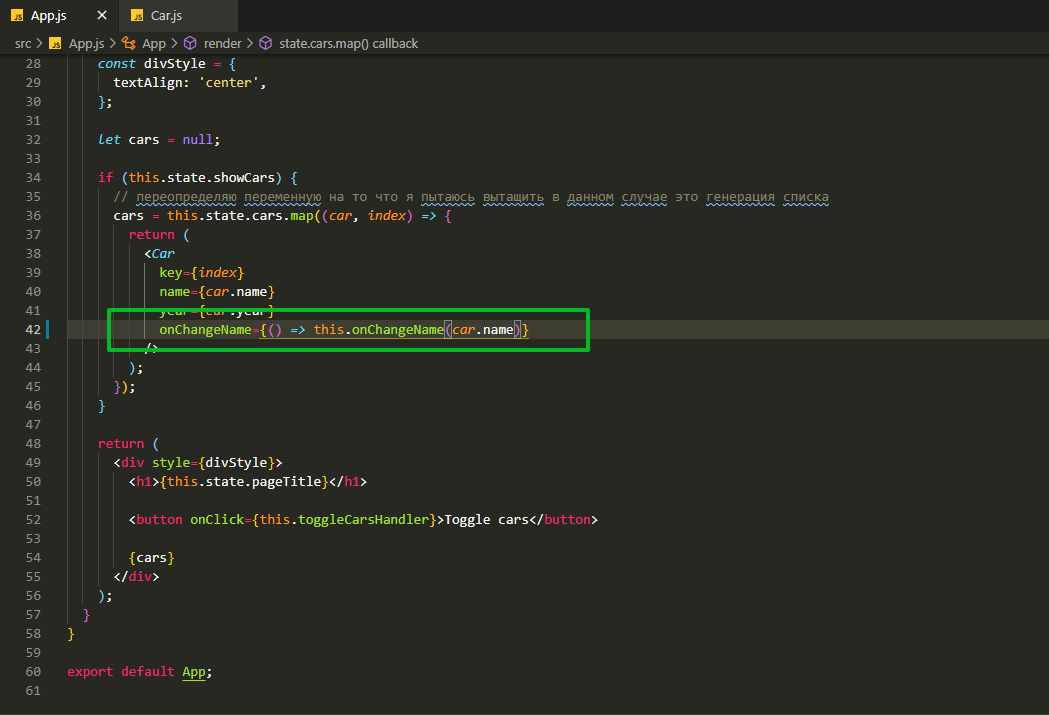 JS App.js × JS Car.js
src > JS App.js > App > render > state.cars.map() callback
28 const divStyle = {
29 textAlign: 'center',
30 };
31
32 let cars = null;
33
34 if (this.state.showCars) {
35 // переопределяю переменную на то что я пытаюсь вытащить в данном случае это генерация списка
36 cars = this.state.cars.map((car, index) => {
37 return (
38 <Car
39 key={index}
40 name={car.name}
41 year={car.year}
42 onChangeName={() => this.onChangeName(car.name)}
43 />
44 );
45 });
46 }
47
48 return (
49 <div style={divStyle}>
50 <h1>{this.state.pageTitle}</h1>
51
52 <button onClick={this.toggleCarsHandler}>Toggle cars</button>
53
54 {cars}
55 </div>
56 );
57 }
58 }
59
60 export default App;
61